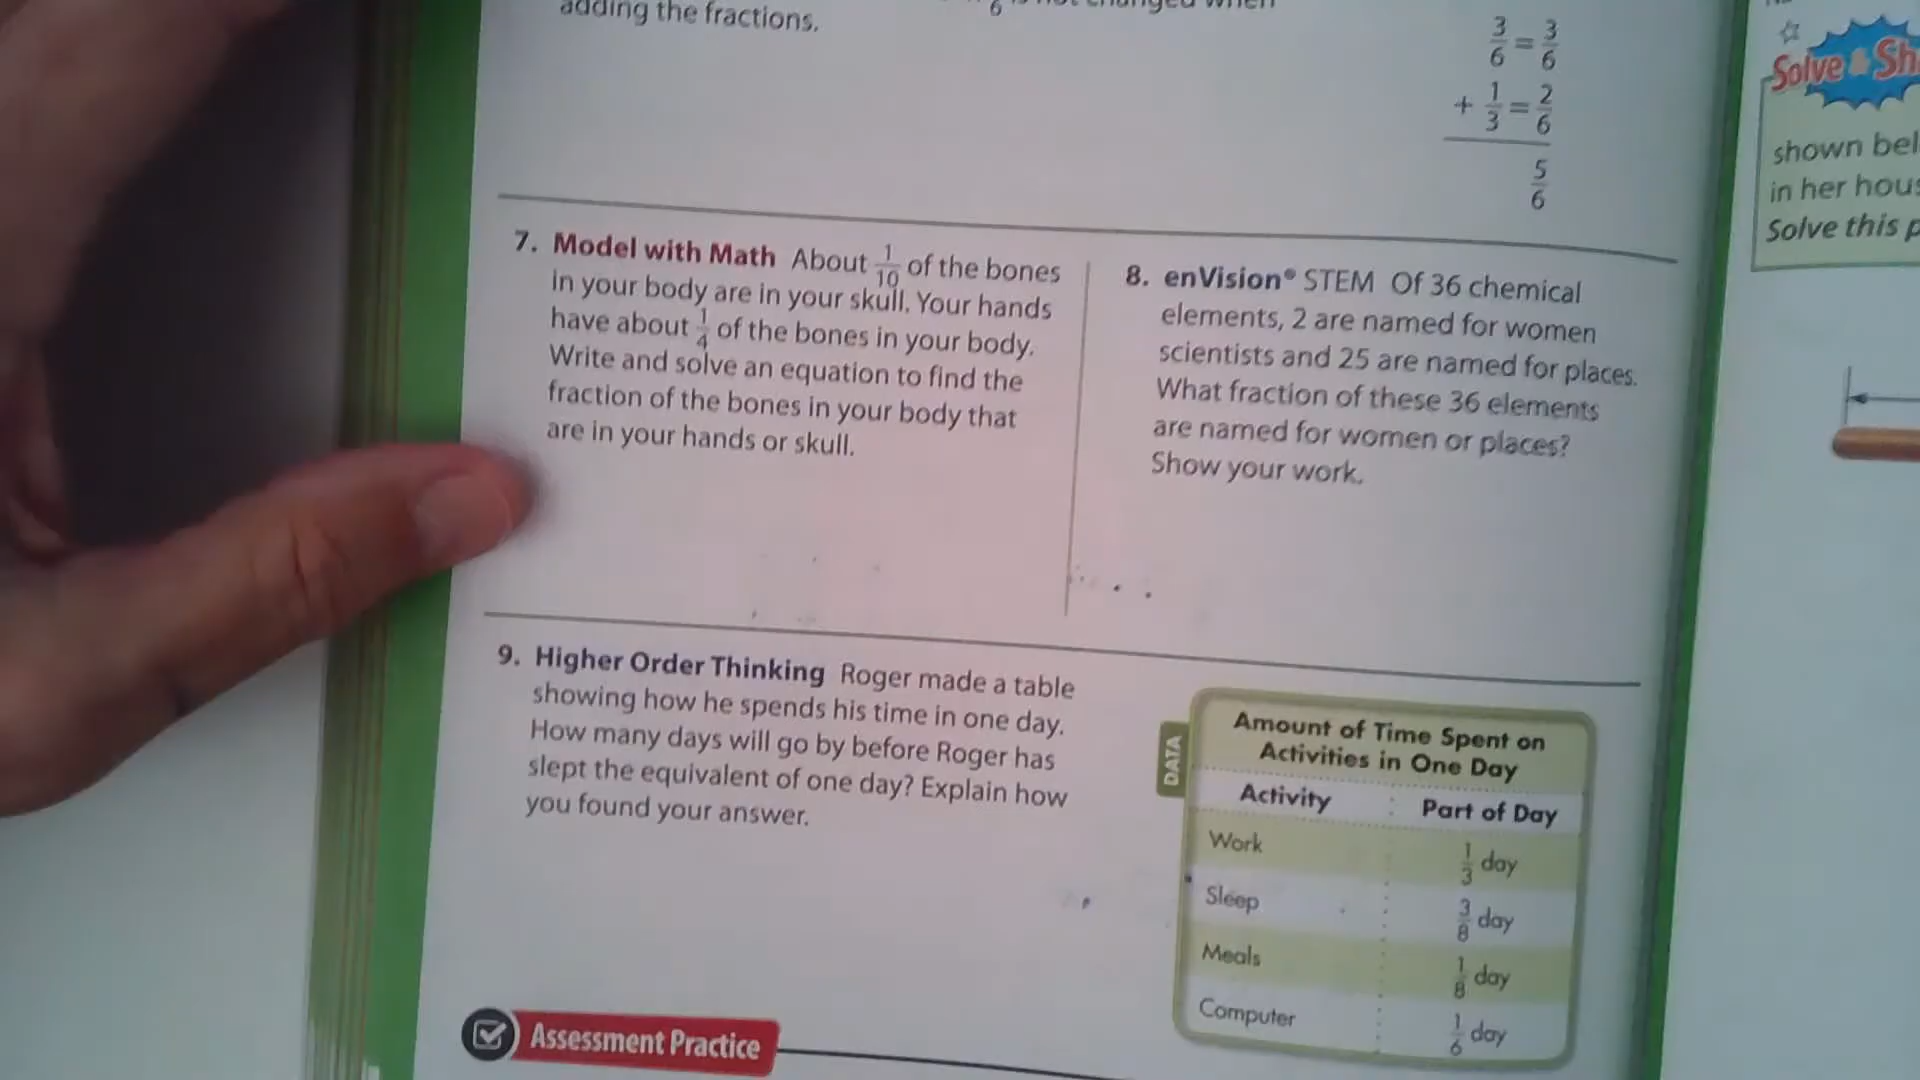 adding the fractions.
3/6 = 3/6
+ 1/3 = 2/6
5/6
7. Model with Math About 1/10 of the bones
in your body are in your skull. Your hands
have about 1/4 of the bones in your body.
Write and solve an equation to find the
fraction of the bones in your body that
are in your hands or skull.
8. enVision® STEM Of 36 chemical
elements, 2 are named for women
scientists and 25 are named for places.
What fraction of these 36 elements
are named for women or places?
Show your work.
9. Higher Order Thinking Roger made a table
showing how he spends his time in one day.
How many days will go by before Roger has
slept the equivalent of one day? Explain how
you found your answer.
DATA
Amount of Time Spent on
Activities in One Day
Activity Part of Day
Work 1/3 day
Sleep 3/8 day
Meals 1/8 day
Computer 1/6 day
Assessment Practice
Solve & Sh
shown bel
in her hous
Solve this p